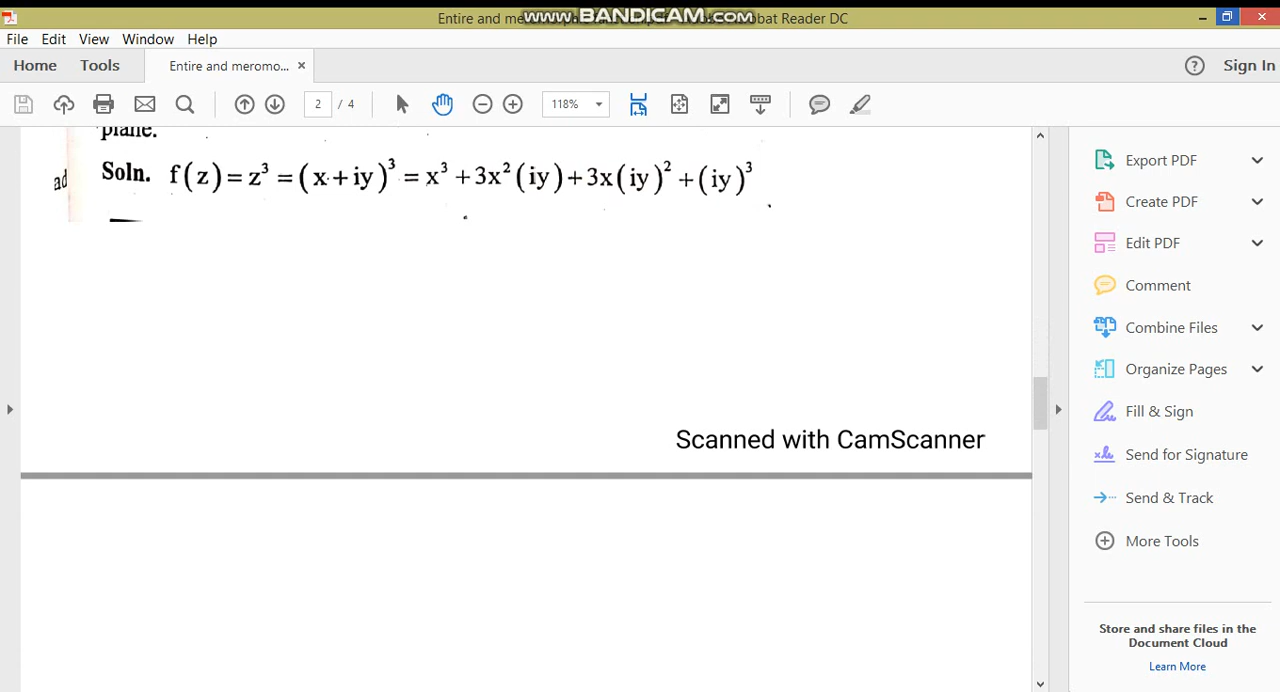 Entire and me
www.BANDICAM.com
obat Reader DC
File Edit View Window Help
Home Tools Entire and meromo... ×
2 / 4 118% Sign In
plane.
ad
Soln. f(z) = z³ = (x + iy)³ = x³ + 3x²(iy) + 3x(iy)² + (iy)³
Scanned with CamScanner
Export PDF
Create PDF
Edit PDF
Comment
Combine Files
Organize Pages
Fill & Sign
Send for Signature
Send & Track
More Tools
Store and share files in the
Document Cloud
Learn More